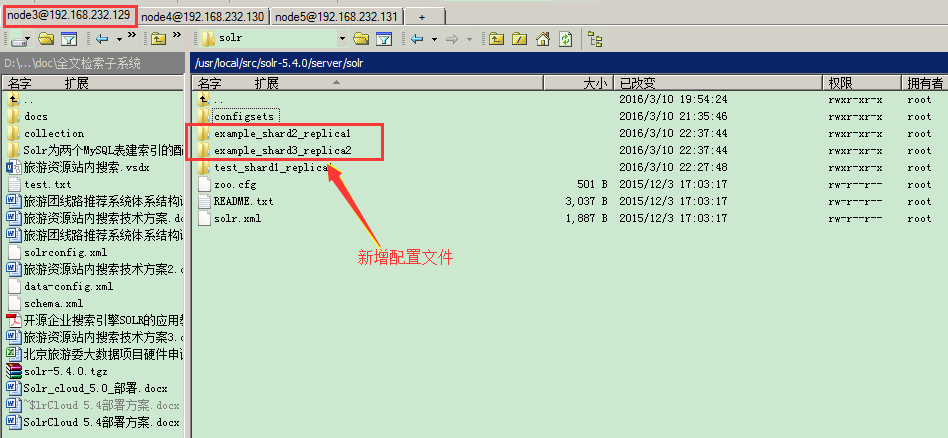 node3@192.168.232.129
node4@192.168.232.130
node5@192.168.232.131
+
solr
D:\...\doc\全文检索子系统
/usr/local/src/solr-5.4.0/server/solr
名字 扩展
名字 扩展 大小 已改变 权限 拥有者
..
docs
collection
Solr为两个MySQL表建索引的配
旅游资源站内搜索.vsdx
test.txt
旅游团线路推荐系统体系结构设
旅游资源站内搜索技术方案.do
旅游团线路推荐系统体系结构设
solrconfig.xml
旅游资源站内搜索技术方案2.d
data-config.xml
schema.xml
开源企业搜索引擎SOLR的应用教
旅游资源站内搜索技术方案3.d
北京旅游委大数据项目硬件申请
solr-5.4.0.tgz
Solr_cloud_5.0_部署.docx
~$lrCloud 5.4部署方案.docx
SolrCloud 5.4部署方案.docx
.. 2016/3/10 19:54:24 rwxr-xr-x root
configsets 2016/3/10 21:35:46 rwxr-xr-x root
example_shard2_replica1 2016/3/10 22:37:44 rwxr-xr-x root
example_shard3_replica2 2016/3/10 22:37:44 rwxr-xr-x root
test_shard1_replica 2016/3/10 22:27:48 rwxr-xr-x root
zoo.cfg 501 B 2015/12/3 17:03:17 rw-r--r-- root
README.txt 3,037 B 2015/12/3 17:03:17 rw-r--r-- root
solr.xml 1,887 B 2015/12/3 17:03:17 rw-r--r-- root
新增配置文件